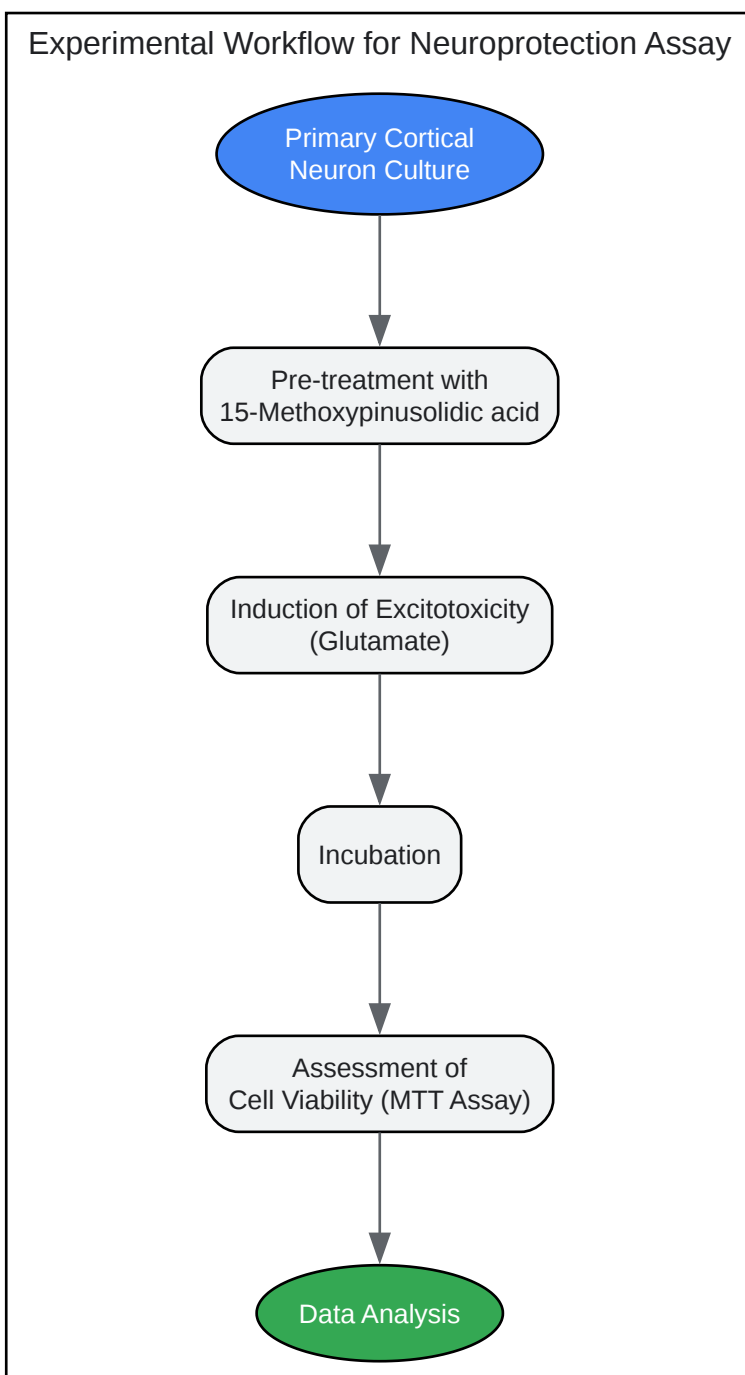 Experimental Workflow for Neuroprotection Assay
Primary Cortical
Neuron Culture
Pre-treatment with
15-Methoxypinusolidic acid
Induction of Excitotoxicity
(Glutamate)
Incubation
Assessment of
Cell Viability (MTT Assay)
Data Analysis